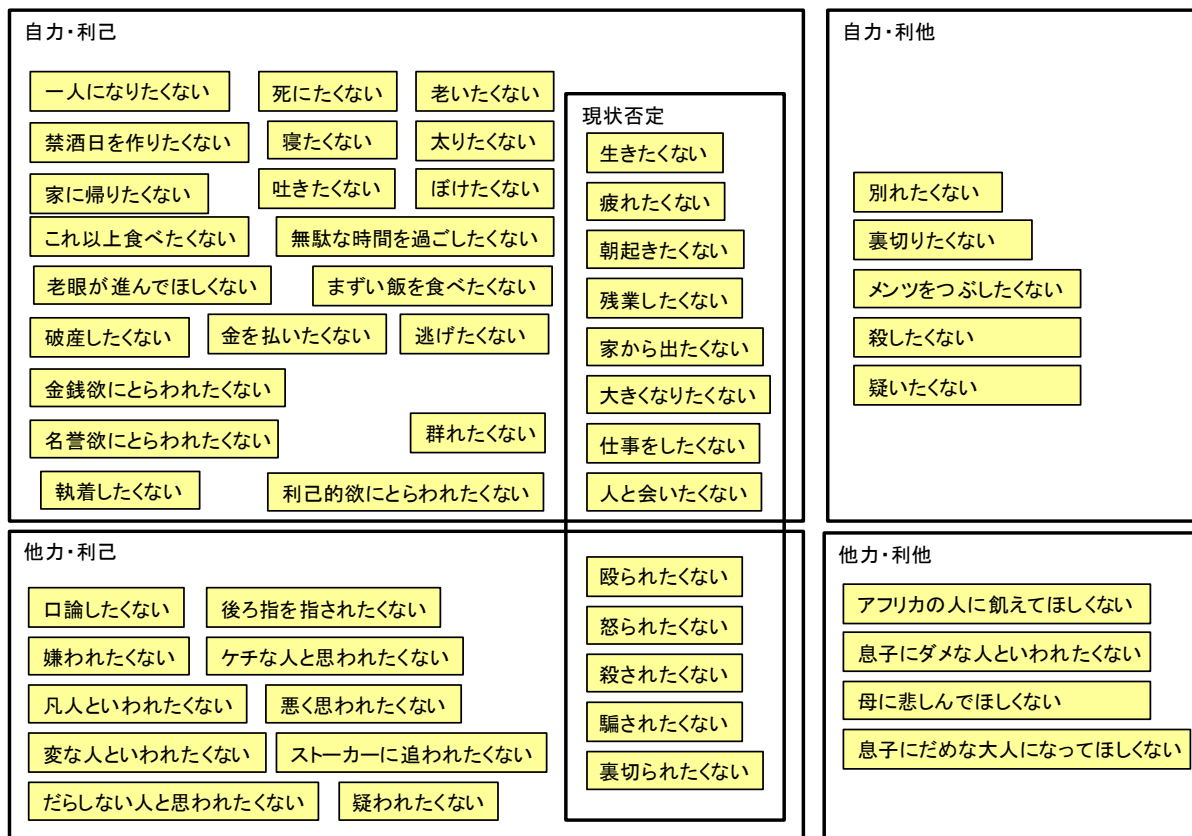 自力・利己
一人になりたくない
死にたくない
老いたくない
禁酒日を作りたくない
寝たくない
太りたくない
家に帰りたくない
吐きたくない
ぼけたくない
これ以上食べたくない
無駄な時間を過ごしたくない
老眼が進んでほしくない
まずい飯を食べたくない
破産したくない
金を払いたくない
逃げたくない
金銭欲にとらわれたくない
名誉欲にとらわれたくない
群れたくない
執着したくない
利己的欲にとらわれたくない
現状否定
生きたくない
疲れたくない
朝起きたくない
残業したくない
家から出たくない
大きくなりたくない
仕事をしたくない
人と会いたくない
殴られたくない
怒られたくない
殺されたくない
騙されたくない
裏切られたくない
自力・利他
別れたくない
裏切りたくない
メンツをつぶしたくない
殺したくない
疑いたくない
他力・利己
口論したくない
後ろ指を指されたくない
嫌われたくない
ケチな人と思われたくない
凡人といわれたくない
悪く思われたくない
変な人といわれたくない
ストーカーに追われたくない
だらしない人と思われたくない
疑われたくない
他力・利他
アフリカの人に飢えてほしくない
息子にダメな人といわれたくない
母に悲しんでほしくない
息子にだめな大人になってほしくない